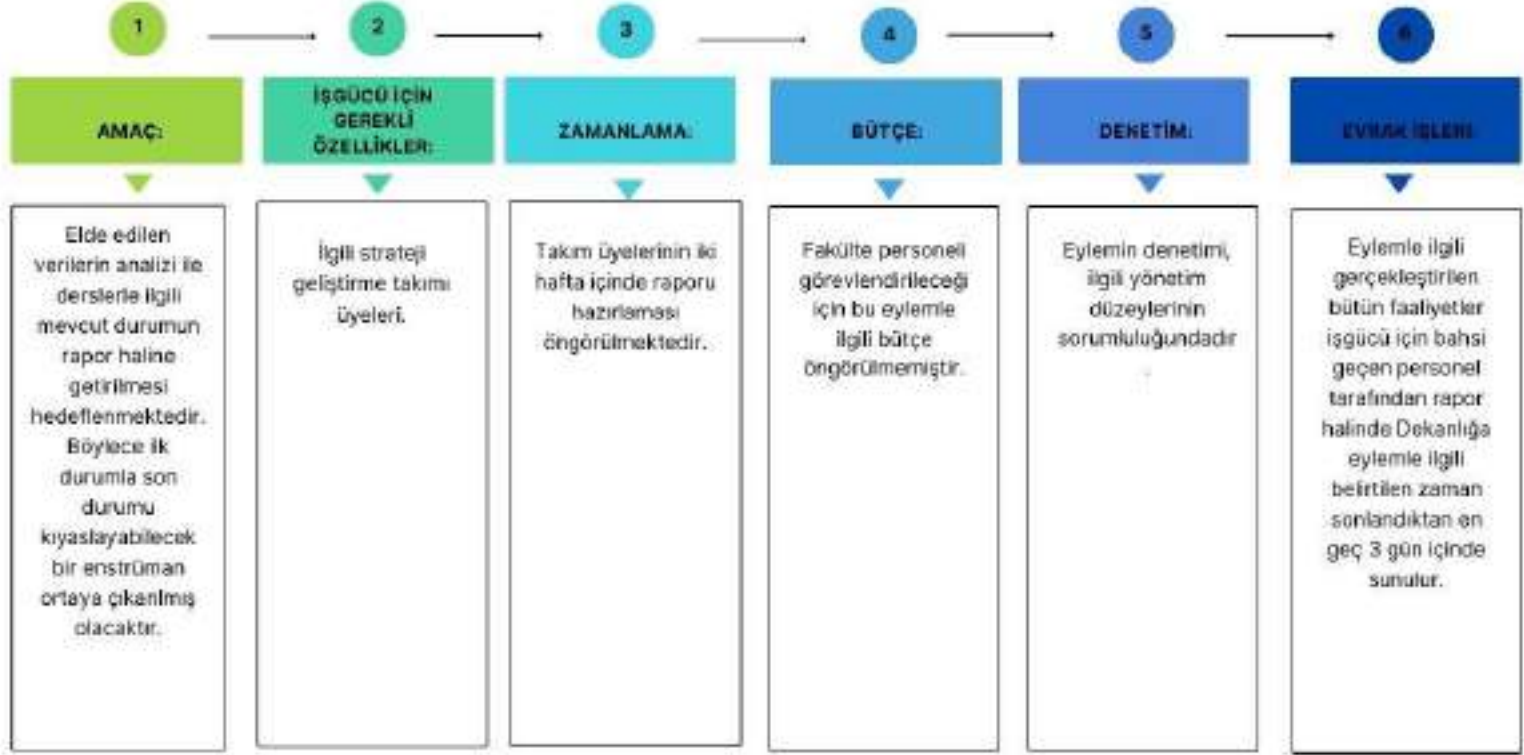 1
2
3
4
5
6
AMAÇ:
İŞGÜCÜ İÇİN
GEREKLİ
ÖZELLİKLER:
ZAMANLAMA:
BÜTÇE:
DENETİM:
EVRAK İŞLERİ:
Elde edilen
verilerin analizi ile
derslerle ilgili
mevcut durumun
rapor haline
getirilmesi
hedeflenmektedir.
Böylece ilk
durumla son
durumu
kıyaslayabilecek
bir enstrüman
ortaya çıkarılmış
olacaktır.
İlgili strateji
geliştirme takımı
üyeleri.
Takım üyelerinin iki
hafta içinde raporu
hazırlaması
öngörülmektedir.
Fakülte personeli
görevlendirileceği
için bu eylemle
ilgili bütçe
öngörülmemiştir.
Eylemin denetimi,
ilgili yönetim
düzeylerinin
sorumluluğundadır
.
Eylemle ilgili
gerçekleştirilen
bütün faaliyetler
işgücü için bahsi
geçen personel
tarafından rapor
halinde Dekanlığa
eylemle ilgili
belirtilen zaman
sonlandıktan en
geç 3 gün içinde
sunulur.